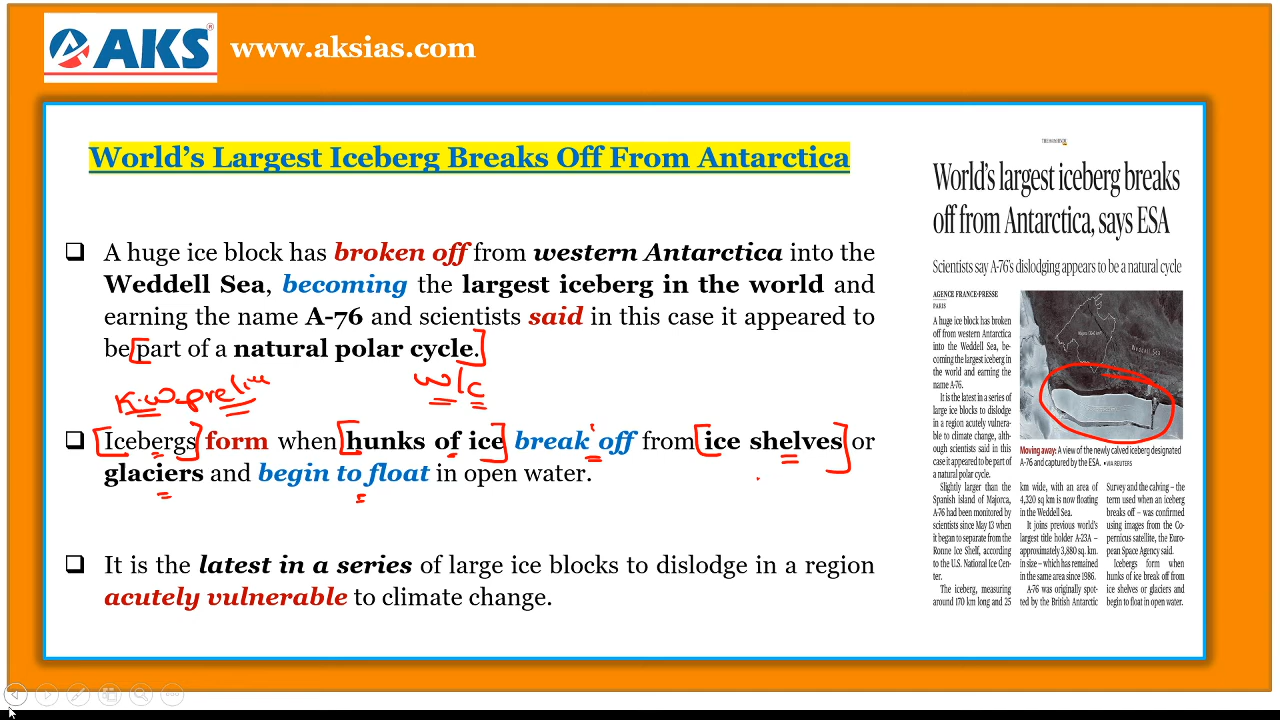 AKS
www.aksias.com
World's Largest Iceberg Breaks Off From Antarctica
A huge ice block has broken off from western Antarctica into the
Weddell Sea, becoming the largest iceberg in the world and
earning the name A-76 and scientists said in this case it appeared to
be part of a natural polar cycle.
K.W. prelim
w/c
Icebergs form when hunks of ice break off from ice shelves or
glaciers and begin to float in open water.
It is the latest in a series of large ice blocks to dislodge in a region
acutely vulnerable to climate change.
World's largest iceberg breaks
off from Antarctica, says ESA
Scientists say A-76's dislodging appears to be a natural cycle
AGENCE FRANCE-PRESSE
PARIS
A huge ice block has broken
off from western Antarctica
into the Weddell Sea, be-
coming the largest iceberg in
the world and earning the
name A-76.
It is the latest in a series of
large ice blocks to dislodge
in a region acutely vulnera-
ble to climate change, alth-
ough scientists said in this
case it appeared to be part of
a natural polar cycle.
Slightly larger than the
Spanish island of Majorca,
A-76 had been monitored by
scientists since May 13 when
it began to separate from the
Ronne Ice Shelf, according
to the U.S. National Ice Cen-
ter.
The iceberg, measuring
around 170 km long and 25
Weddell Sea
Moving away: A view of the newly calved iceberg designated
A-76 and captured by the ESA. • VIA REUTERS
km wide, with an area of
4,320 sq km is now floating
in the Weddell Sea.
It joins previous world's
largest title holder A-23A –
approximately 3,880 sq. km.
in size – which has remained
in the same area since 1986.
A-76 was originally spot-
ted by the British Antarctic
Survey and the calving – the
term used when an iceberg
breaks off – was confirmed
using images from the Co-
pernicus satellite, the Euro-
pean Space Agency said.
Icebergs form when
hunks of ice break off from
ice shelves or glaciers and
begin to float in open water.